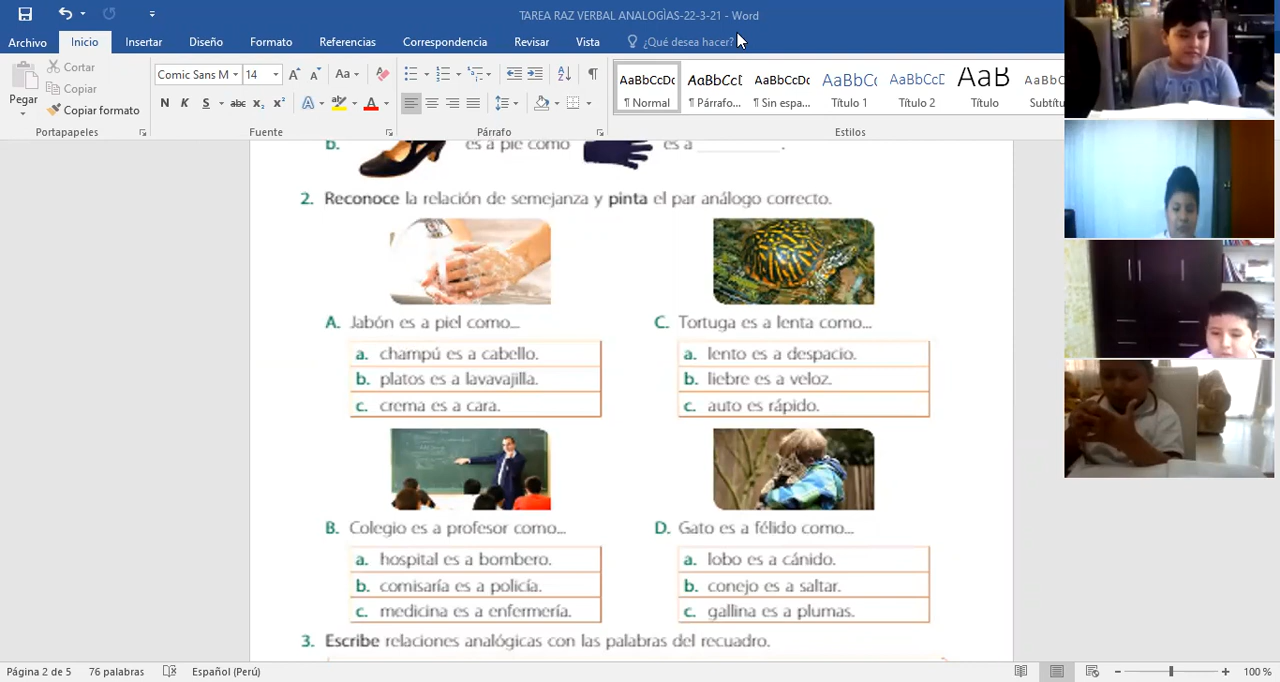 TAREA RAZ VERBAL ANALOGÌAS-22-3-21 - Word
Archivo Inicio Insertar Diseño Formato Referencias Correspondencia Revisar Vista ¿Qué desea hacer?
Pegar
Cortar
Copiar
Copiar formato
Portapapeles
Comic Sans M 14
Fuente
Párrafo
AaBbCcDc AaBbCcL AaBbCcDc AaBbC AaBbCcD AaB AaBbC
¶ Normal ¶ Párrafo... ¶ Sin espa... Título 1 Título 2 Título Subtítu
Estilos
b. es a pie como es a ________ .
2. Reconoce la relación de semejanza y pinta el par análogo correcto.
A. Jabón es a piel como...
a. champú es a cabello.
b. platos es a lavavajilla.
c. crema es a cara.
C. Tortuga es a lenta como...
a. lento es a despacio.
b. liebre es a veloz.
c. auto es rápido.
B. Colegio es a profesor como...
a. hospital es a bombero.
b. comisaría es a policía.
c. medicina es a enfermería.
D. Gato es a félido como...
a. lobo es a cánido.
b. conejo es a saltar.
c. gallina es a plumas.
3. Escribe relaciones analógicas con las palabras del recuadro.
Página 2 de 5 76 palabras Español (Perú) 100 %